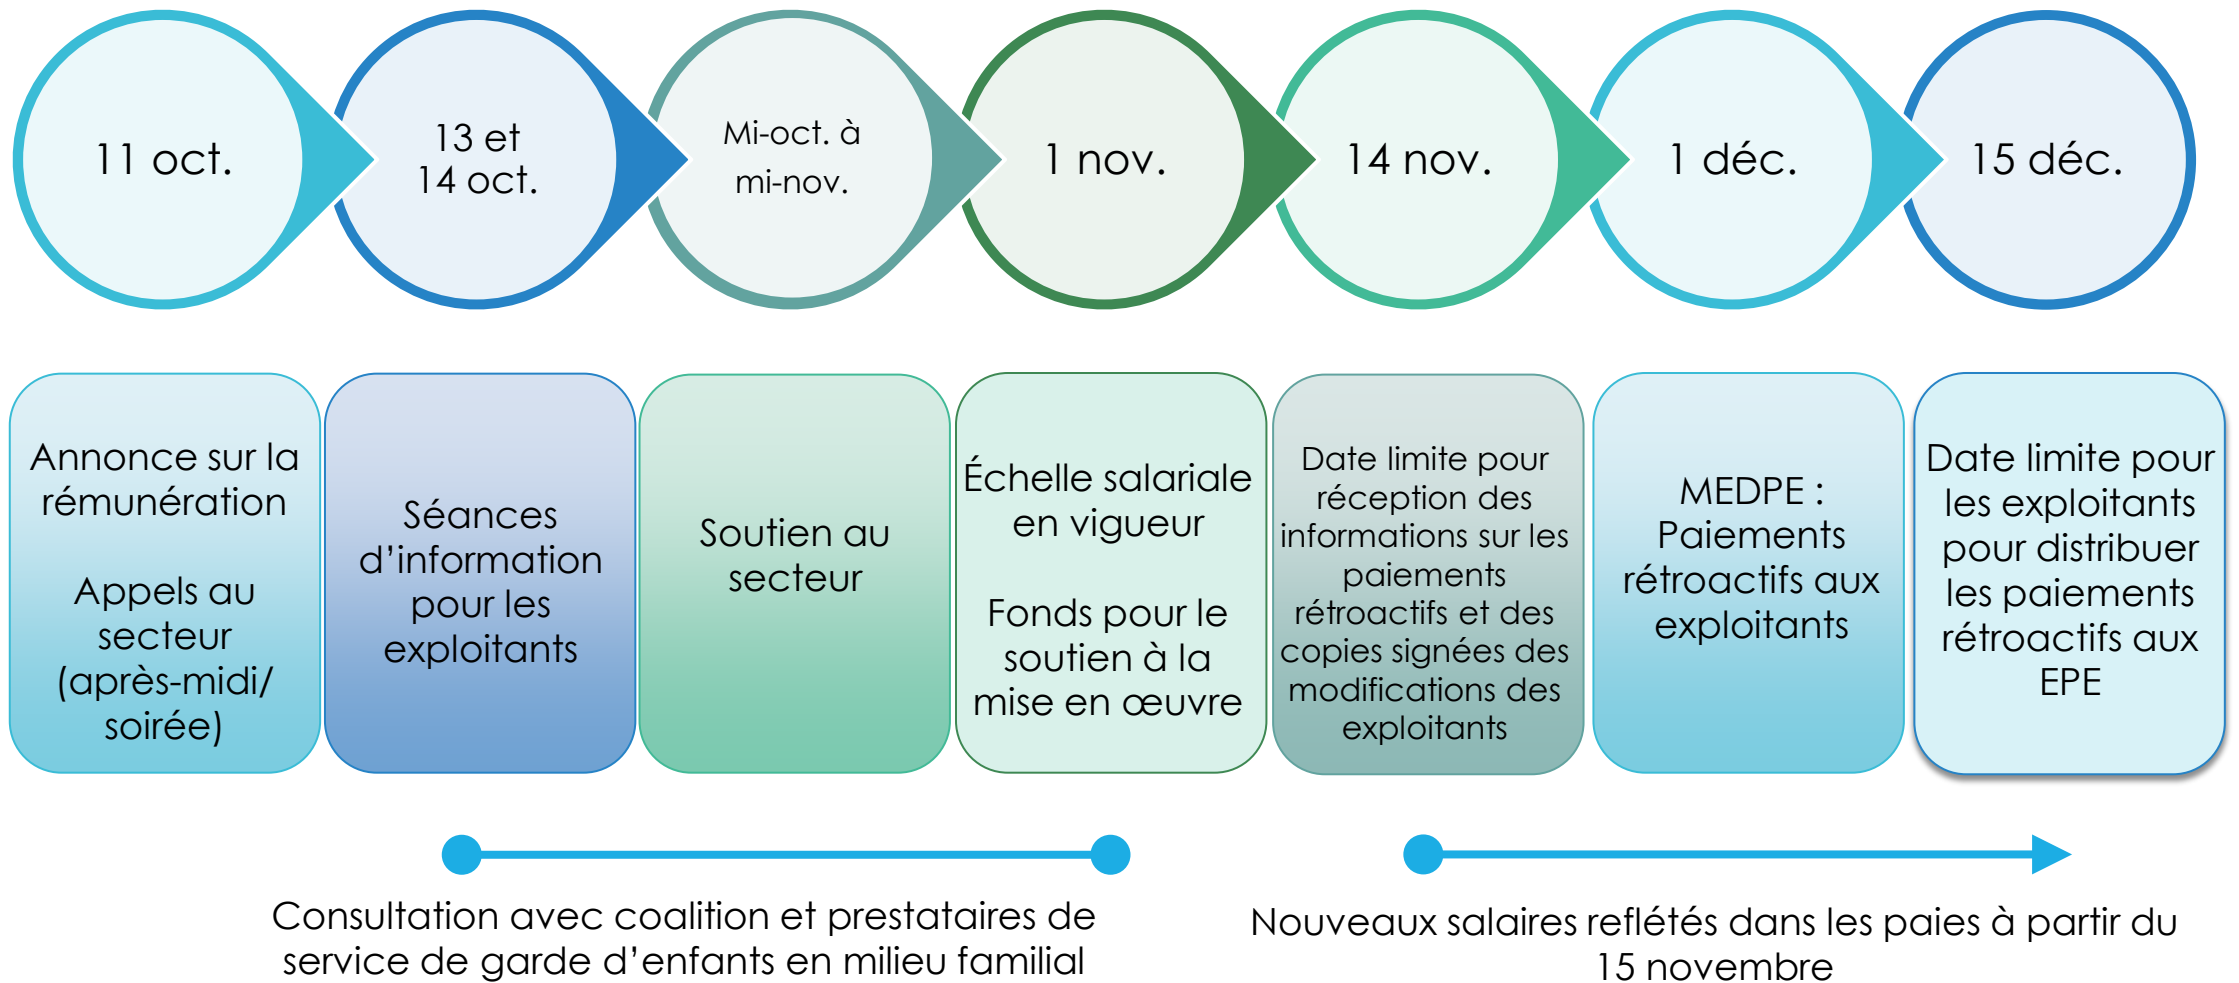 11 oct.
13 et
14 oct.
Mi-oct. à
mi-nov.
1 nov.
14 nov.
1 déc.
15 déc.
Annonce sur la
rémunération
Appels au
secteur
(après-midi/
soirée)
Séances
d’information
pour les
exploitants
Soutien au
secteur
Échelle salariale
en vigueur
Fonds pour le
soutien à la
mise en œuvre
Date limite pour
réception des
informations sur les
paiements
rétroactifs et des
copies signées des
modifications des
exploitants
MEDPE :
Paiements
rétroactifs aux
exploitants
Date limite pour
les exploitants
pour distribuer
les paiements
rétroactifs aux
EPE
Consultation avec coalition et prestataires de
service de garde d’enfants en milieu familial
Nouveaux salaires reflétés dans les paies à partir du
15 novembre